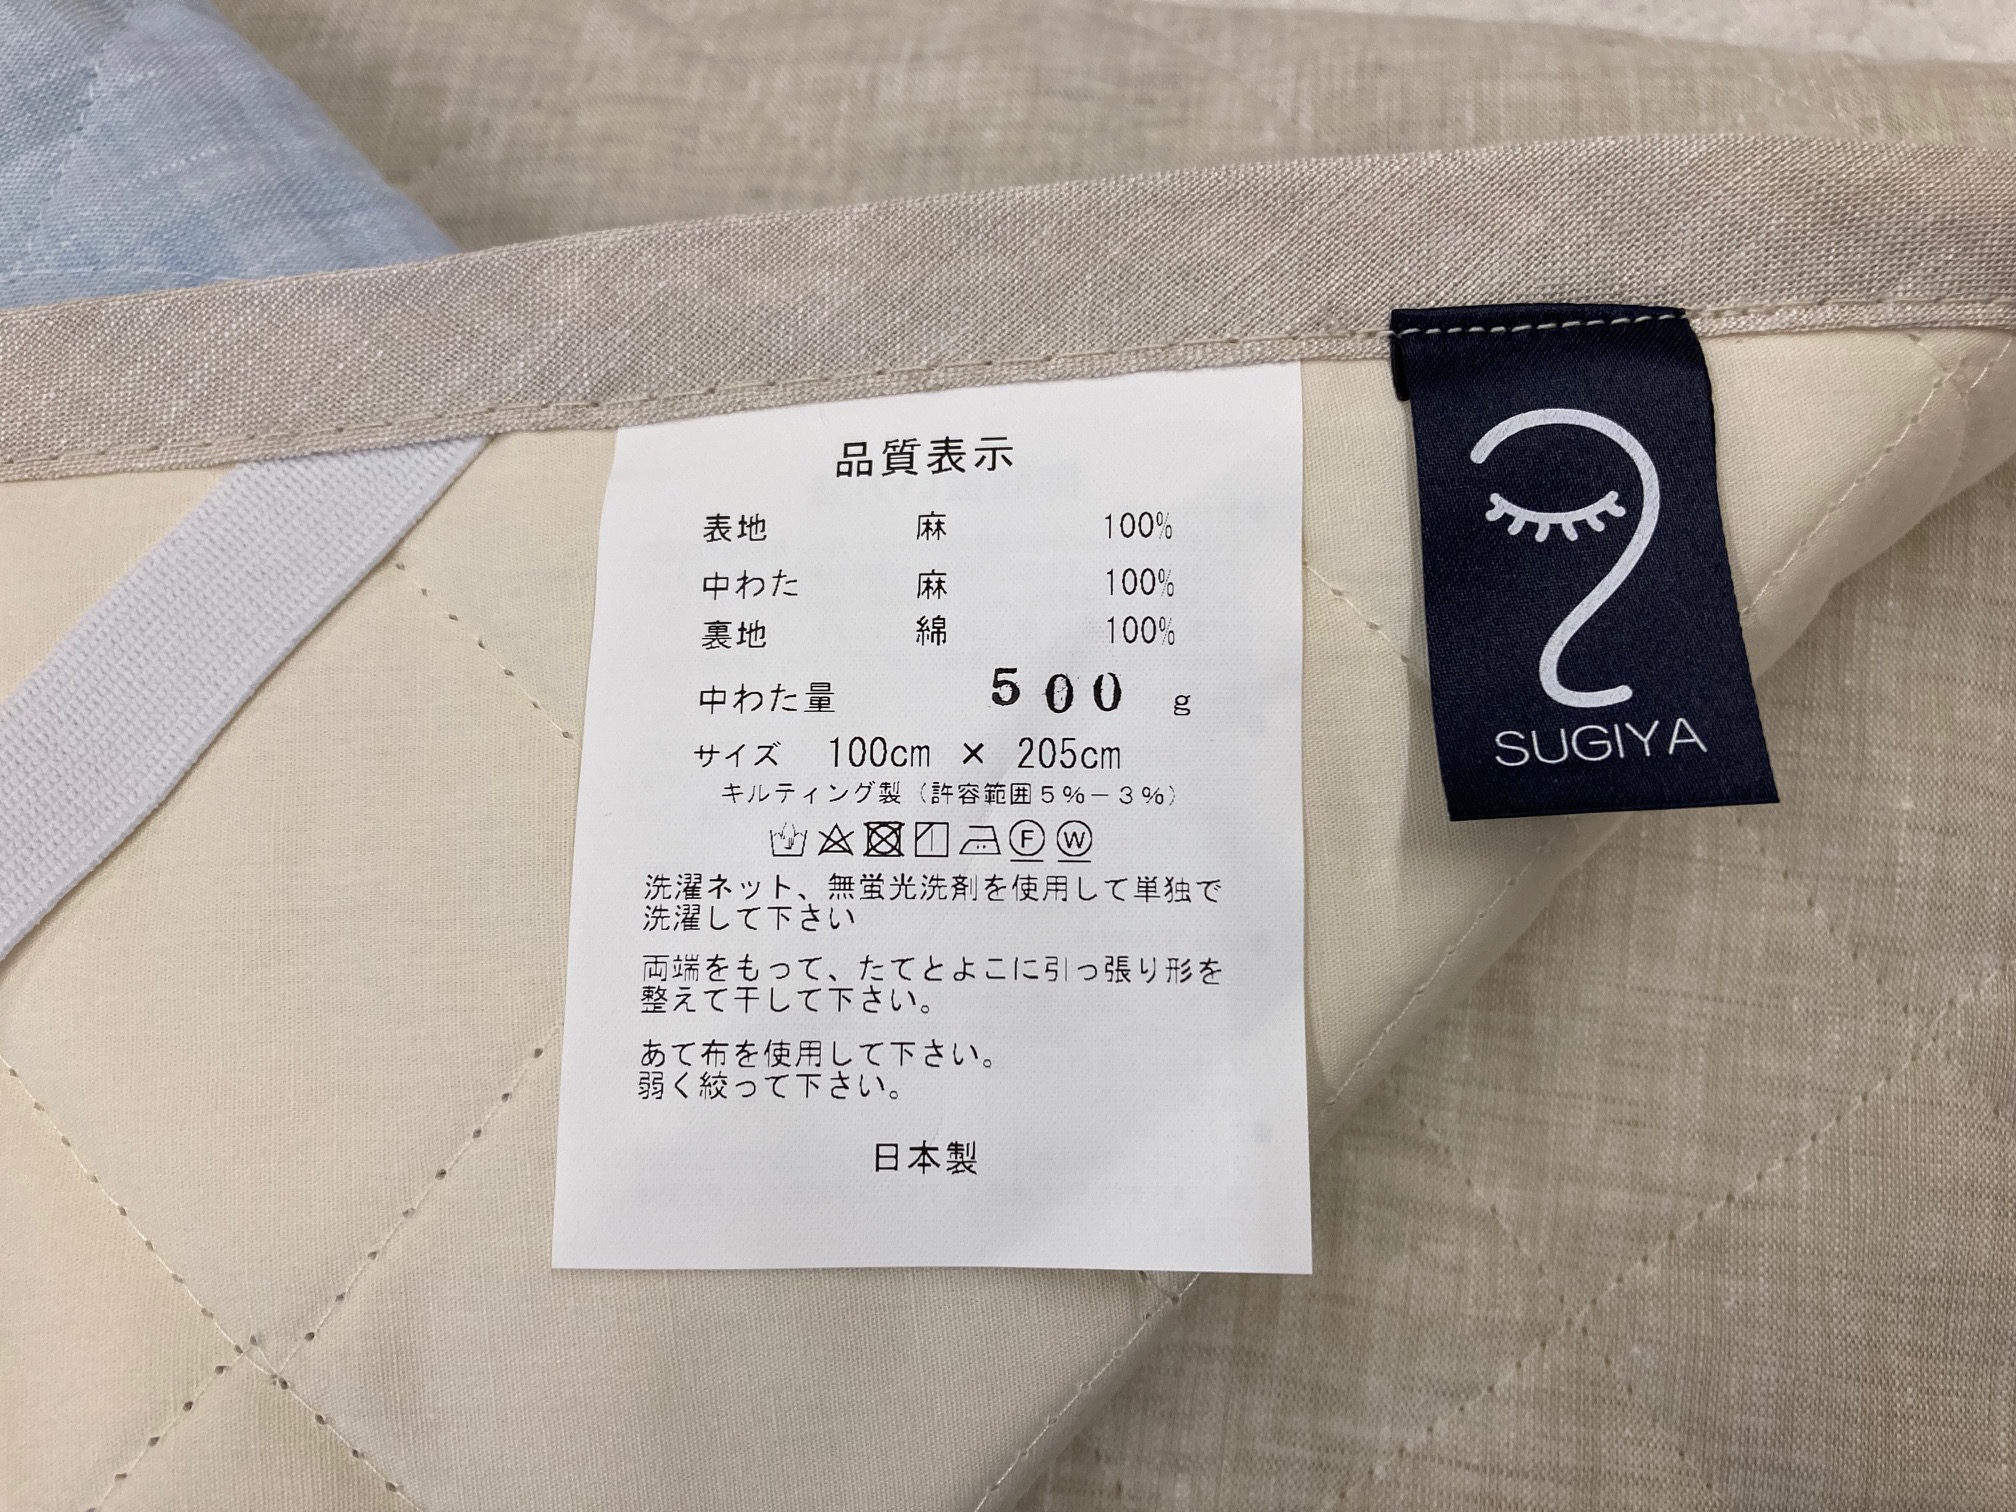 品質表示
表地 麻 100%
中わた 麻 100%
裏地 綿 100%
中わた量 500 g
サイズ 100cm × 205cm
キルティング製（許容範囲5%－3%）
F W
洗濯ネット、無蛍光洗剤を使用して単独で
洗濯して下さい
両端をもって、たてとよこに引っ張り形を
整えて干して下さい。
あて布を使用して下さい。
弱く絞って下さい。
日本製
SUGIYA